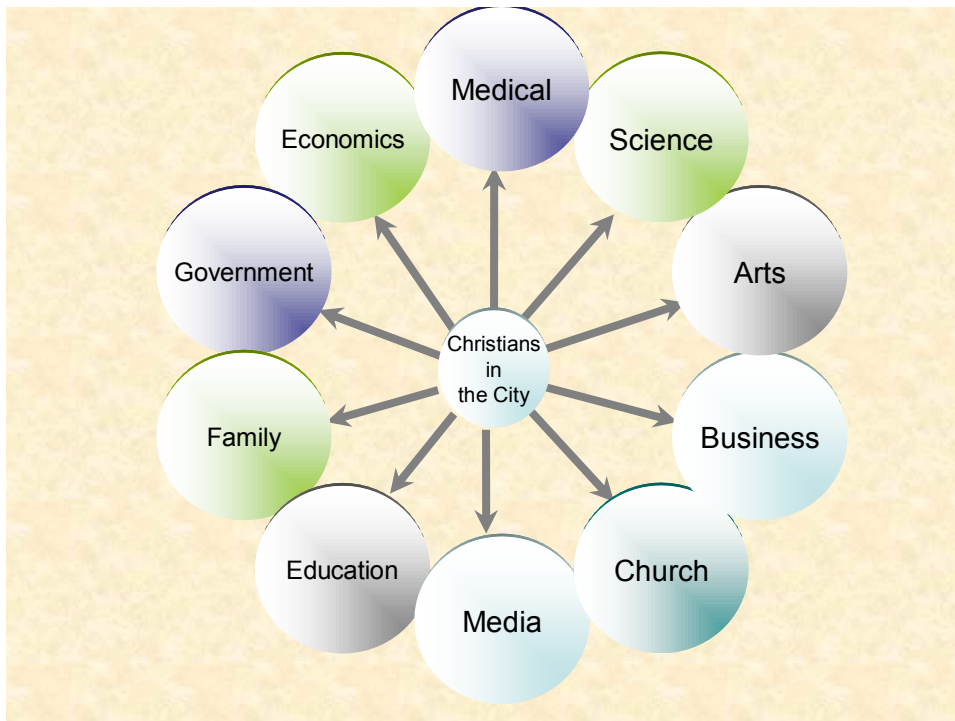 Medical
Economics
Science
Government
Arts
Christians
in
the City
Family
Business
Education
Church
Media